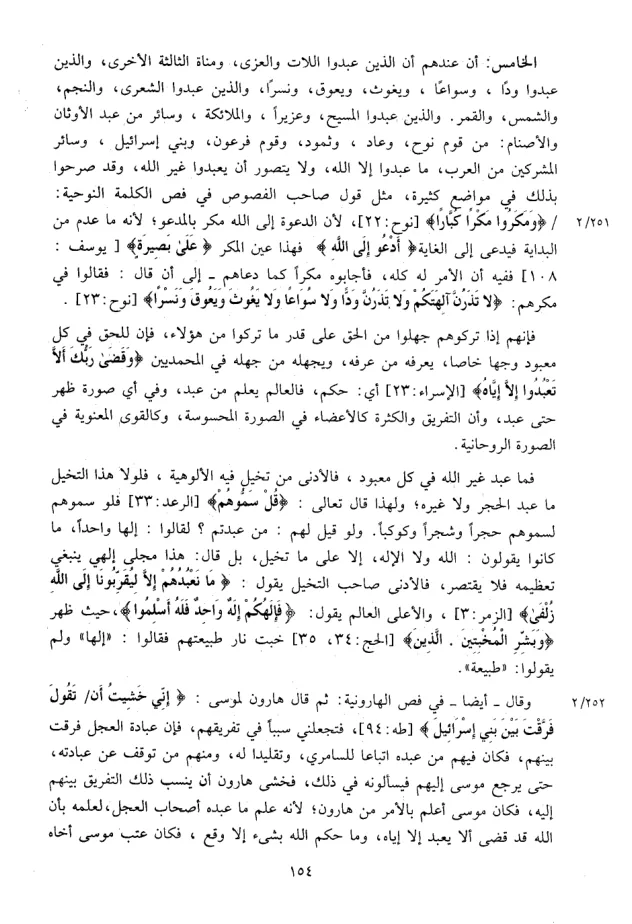 الخامس: أن عندهم أن الذين عبدوا اللات والعزى، ومناة الثالثة الأخرى، والذين
عبدوا ودًا ، وسواعًا ، ويغوث، ويعوق، ونسرًا، والذين عبدوا الشعرى، والنجم،
والشمس، والقمر. والذين عبدوا المسيح، وعزيراً ، والملائكة ، وسائر من عبد الأوثان
والأصنام: من قوم نوح، وعاد ، وثمود، وقوم فرعون، وبني إسرائيل ، وسائر
المشركين من العرب، ما عبدوا إلا الله، ولا يتصور أن يعبدوا غير الله، وقد صرحوا
بذلك في مواضع كثيرة، مثل قول صاحب الفصوص في فص الكلمة النوحية:
٢/٢٥١ / ﴿وَمَكَرُوا مَكْرًا كُبَّارًا﴾ [نوح:٢٢]، لأن الدعوة إلى الله مكر بالمدعو؛ لأنه ما عدم من
البداية فيدعى إلى الغاية﴿ أَدْعُو إِلَى اللَّهِ ﴾ فهذا عين المكر ﴿ عَلَىٰ بَصِيرَةٍ﴾ [ يوسف :
١٠٨] ففيه أن الأمر له كله، فأجابوه مكراً كما دعاهم ـ إلى أن قال : فقالوا في
مكرهم: ﴿لا تَذَرُنَّ آلِهَتَكُمْ وَلا تَذَرُنَّ وَدًّا وَلا سُوَاعًا وَلا يَغُوثَ وَيَعُوقَ وَنَسْرًا﴾ [نوح:٢٣] .
فإنهم إذا تركوهم جهلوا من الحق على قدر ما تركوا من هؤلاء، فإن للحق في كل
معبود وجها خاصا، يعرفه من عرفه، ويجهله من جهله في المحمديين ﴿وَقَضَىٰ رَبُّكَ أَلاَّ
تَعْبُدُوا إِلاَّ إِيَّاهُ﴾ [الإسراء:٢٣] أي: حكم، فالعالم يعلم من عبد، وفي أي صورة ظهر
حتى عبد، وأن التفريق والكثرة كالأعضاء في الصورة المحسوسة، وكالقوى المعنوية في
الصورة الروحانية.
فما عبد غير الله في كل معبود ، فالأدنى من تخيل فيه الألوهية ، فلولا هذا التخيل
ما عبد الحجر ولا غيره؛ ولهذا قال تعالى : ﴿قُلْ سَمُّوهُمْ﴾ [الرعد:٣٣] فلو سموهم
لسموهم حجراً وشجراً وكوكباً. ولو قيل لهم : من عبدتم ؟ لقالوا : إلها واحداً، ما
كانوا يقولون : الله ولا الإله، إلا على ما تخيل، بل قال: هذا مجلى إلهي ينبغي
تعظيمه فلا يقتصر، فالأدنى صاحب التخيل يقول : ﴿ مَا نَعْبُدُهُمْ إِلاَّ لِيُقَرِّبُونَا إِلَى اللَّهِ
زُلْفَىٰ﴾ [الزمر:٣] ، والأعلى العالم يقول: ﴿فَإِلَهُكُمْ إِلَهٌ وَاحِدٌ فَلَهُ أَسْلِمُوا﴾، حيث ظهر
﴿وَبَشِّرِ الْمُخْبِتِينَ . الَّذِينَ﴾ [الحج:٣٤، ٣٥] خبت نار طبيعتهم فقالوا : «إلها» ولم
يقولوا: «طبيعة».
٢/٢٥٢ وقال ـ أيضا ـ في فص الهارونية: ثم قال هارون لموسى : ﴿ إِنِّي خَشِيتُ أَن/ تَقُولَ
فَرَّقْتَ بَيْنَ بَنِي إِسْرَائِيلَ ﴾ [طه:٩٤]، فتجعلني سبباً في تفريقهم، فإن عبادة العجل فرقت
بينهم، فكان فيهم من عبده اتباعا للسامري، وتقليدا له، ومنهم من توقف عن عبادته،
حتى يرجع موسى إليهم فيسألونه في ذلك، فخشى هارون أن ينسب ذلك التفريق بينهم
إليه، فكان موسى أعلم بالأمر من هارون؛ لأنه علم ما عبده أصحاب العجل، لعلمه بأن
الله قد قضى ألا يعبد إلا إياه، وما حكم الله بشىء إلا وقع ، فكان عتب موسى أخاه
١٥٤